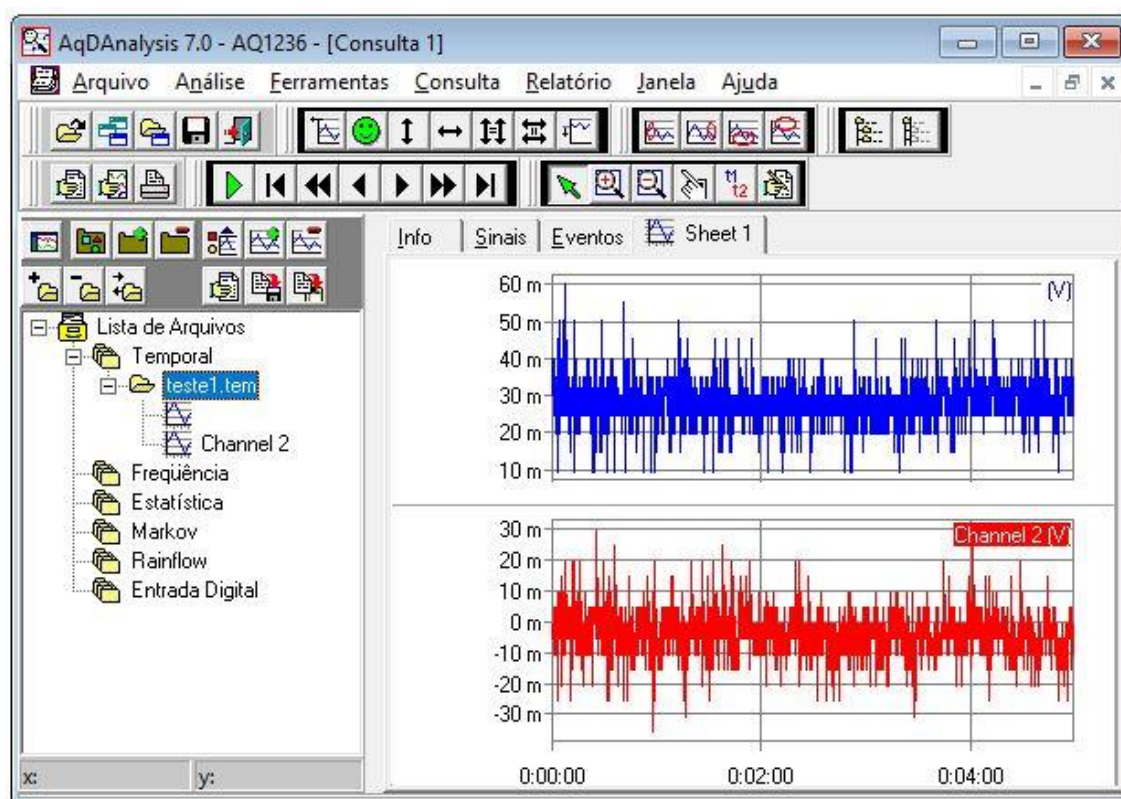 AqDAnalysis 7.0 - AQ1236 - [Consulta 1]
Arquivo Análise Ferramentas Consulta Relatório Janela Ajuda
t1 t2
Info Sinais Eventos Sheet 1
Lista de Arquivos
Temporal
teste1.tem
Channel 2
Freqüência
Estatística
Markov
Rainflow
Entrada Digital
x: y:
(V)
60 m
50 m
40 m
30 m
20 m
10 m
Channel 2 (V)
30 m
20 m
10 m
0 m
-10 m
-20 m
-30 m
0:00:00 0:02:00 0:04:00